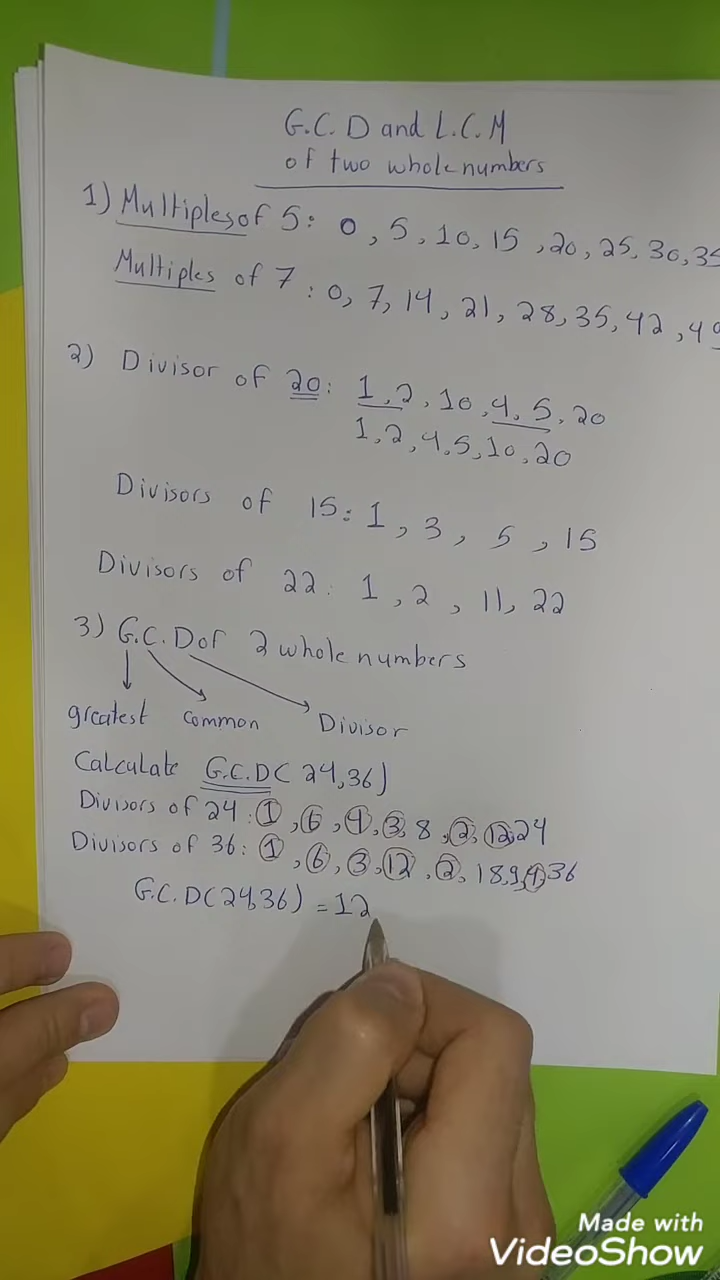 G.C.D and L.C.M
of two whole numbers
1) Multiples of 5: 0, 5, 10, 15, 20, 25, 30, 35
Multiples of 7: 0, 7, 14, 21, 28, 35, 42, 49
2) Divisor of 20: 1, 2, 10, 4, 5, 20
1, 2, 4, 5, 10, 20
Divisors of 15: 1, 3, 5, 15
Divisors of 22: 1, 2, 11, 22
3) G.C.D of 2 whole numbers
greatest common Divisor
Calculate G.C.D( 24,36)
Divisors of 24: 1, 6, 4, 3, 8, 2, 12, 24
Divisors of 36: 1, 6, 3, 12, 2, 18, 9, 4, 36
G.C.D(24,36) = 12
Made with
VideoShow